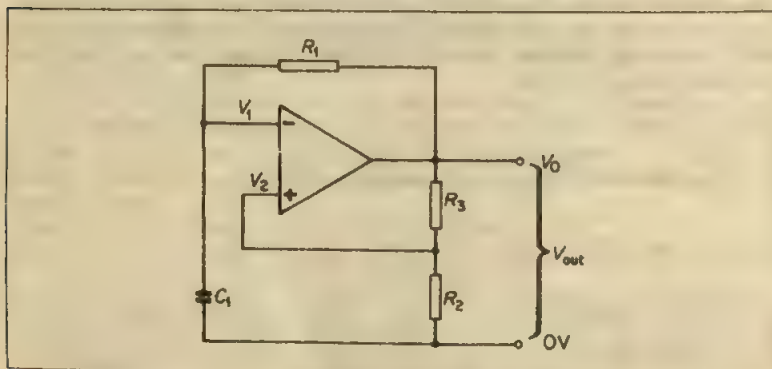 R₁
V₁
−
V₂
+
V₀
R₃
Vout
R₂
C₁
0V